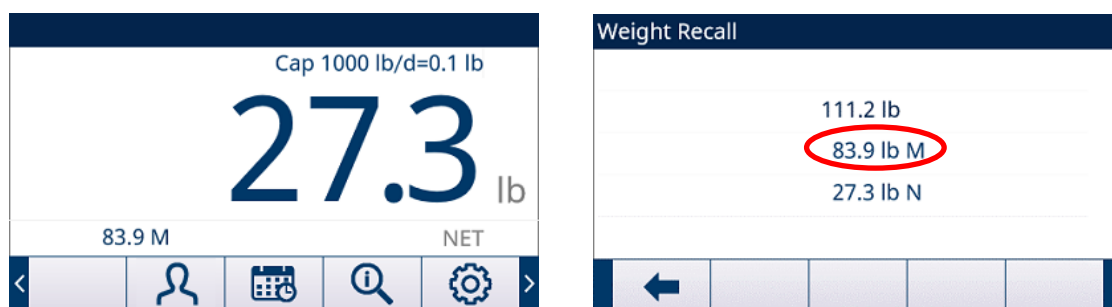 Cap 1000 lb/d=0.1 lb
27.3 lb
83.9 M NET
Weight Recall
111.2 lb
83.9 lb M
27.3 lb N